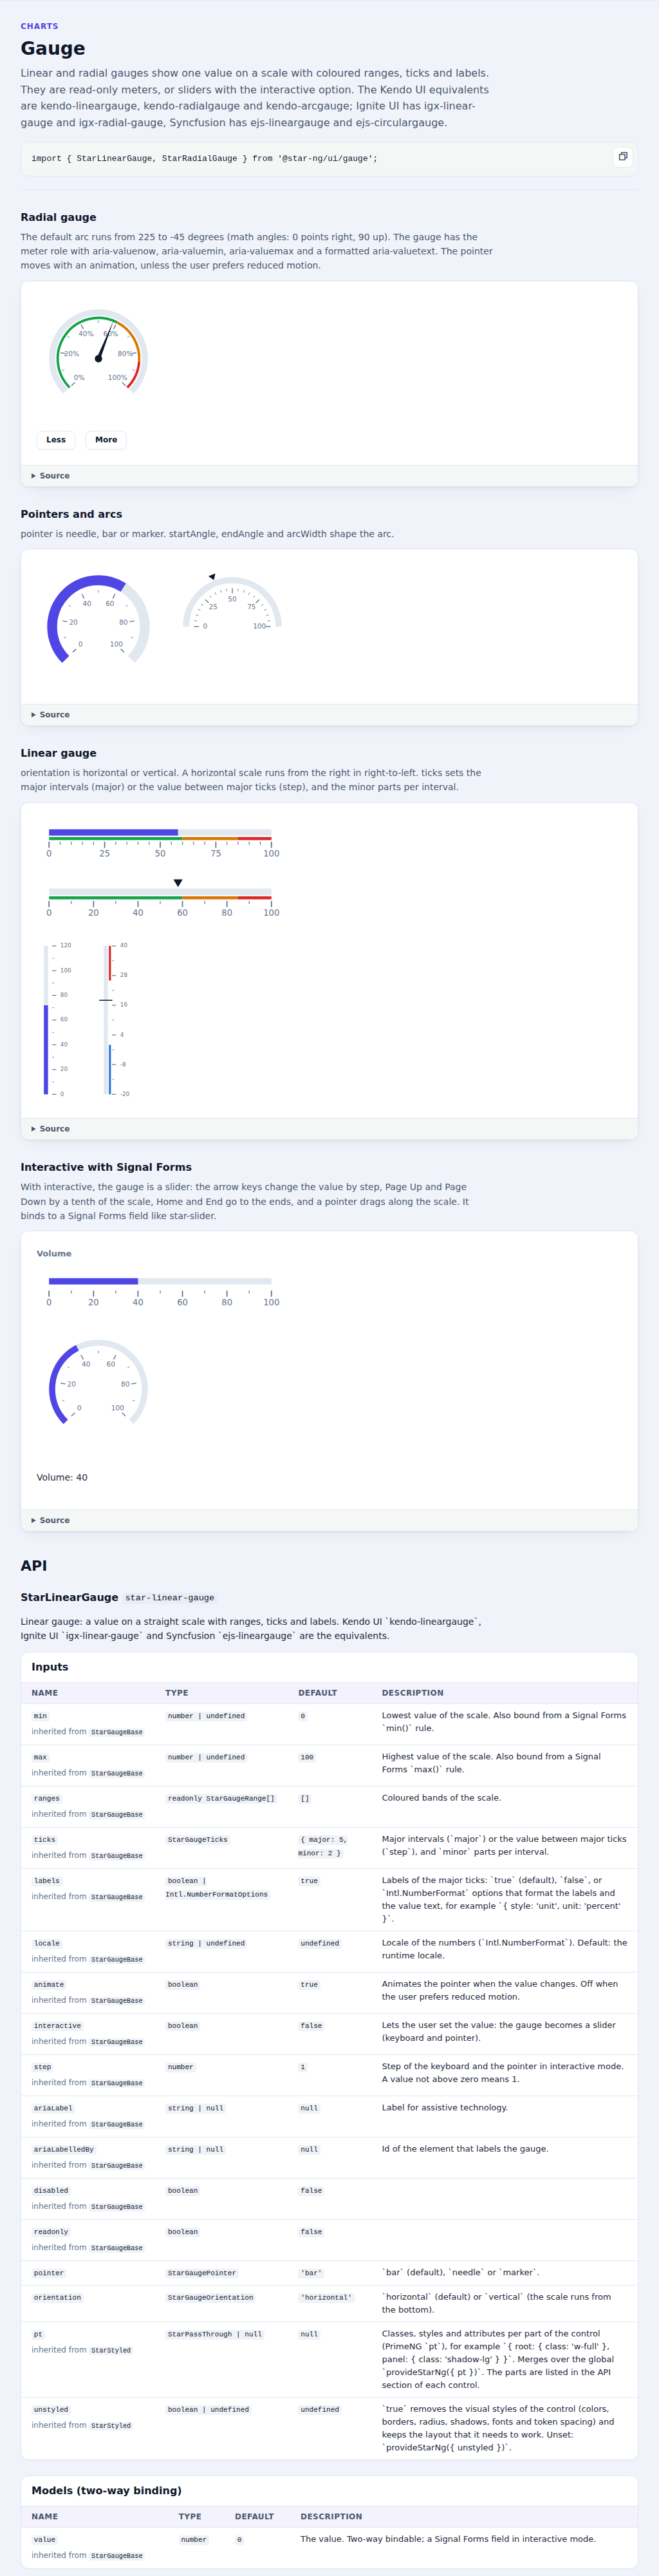 CHARTS
Gauge
Linear and radial gauges show one value on a scale with coloured ranges, ticks and labels.
They are read-only meters, or sliders with the interactive option. The Kendo UI equivalents
are kendo-lineargauge, kendo-radialgauge and kendo-arcgauge; Ignite UI has igx-linear-
gauge and igx-radial-gauge, Syncfusion has ejs-lineargauge and ejs-circulargauge.
import { StarLinearGauge, StarRadialGauge } from '@star-ng/ui/gauge';
Radial gauge
The default arc runs from 225 to -45 degrees (math angles: 0 points right, 90 up). The gauge has the
meter role with aria-valuenow, aria-valuemin, aria-valuemax and a formatted aria-valuetext. The pointer
moves with an animation, unless the user prefers reduced motion.
40% 60%
20% 80%
0% 100%
Less More
Source
Pointers and arcs
pointer is needle, bar or marker. startAngle, endAngle and arcWidth shape the arc.
40 60
20 80
0 100
50
25 75
0 100
Source
Linear gauge
orientation is horizontal or vertical. A horizontal scale runs from the right in right-to-left. ticks sets the
major intervals (major) or the value between major ticks (step), and the minor parts per interval.
0 25 50 75 100
0 20 40 60 80 100
120 40
100 28
80 16
60
40 4
20 -8
0 -20
Source
Interactive with Signal Forms
With interactive, the gauge is a slider: the arrow keys change the value by step, Page Up and Page
Down by a tenth of the scale, Home and End go to the ends, and a pointer drags along the scale. It
binds to a Signal Forms field like star-slider.
Volume
0 20 40 60 80 100
40 60
20 80
0 100
Volume: 40
Source
API
StarLinearGauge star-linear-gauge
Linear gauge: a value on a straight scale with ranges, ticks and labels. Kendo UI `kendo-lineargauge`,
Ignite UI `igx-linear-gauge` and Syncfusion `ejs-lineargauge` are the equivalents.
Inputs
NAME TYPE DEFAULT DESCRIPTION
min number | undefined 0 Lowest value of the scale. Also bound from a Signal Forms
inherited from StarGaugeBase `min()` rule.
max number | undefined 100 Highest value of the scale. Also bound from a Signal
inherited from StarGaugeBase Forms `max()` rule.
ranges readonly StarGaugeRange[] [] Coloured bands of the scale.
inherited from StarGaugeBase
ticks StarGaugeTicks { major: 5, Major intervals (`major`) or the value between major ticks
inherited from StarGaugeBase minor: 2 } (`step`), and `minor` parts per interval.
labels boolean | true Labels of the major ticks: `true` (default), `false`, or
inherited from StarGaugeBase Intl.NumberFormatOptions `Intl.NumberFormat` options that format the labels and
the value text, for example `{ style: 'unit', unit: 'percent'
}`.
locale string | undefined undefined Locale of the numbers (`Intl.NumberFormat`). Default: the
inherited from StarGaugeBase runtime locale.
animate boolean true Animates the pointer when the value changes. Off when
inherited from StarGaugeBase the user prefers reduced motion.
interactive boolean false Lets the user set the value: the gauge becomes a slider
inherited from StarGaugeBase (keyboard and pointer).
step number 1 Step of the keyboard and the pointer in interactive mode.
inherited from StarGaugeBase A value not above zero means 1.
ariaLabel string | null null Label for assistive technology.
inherited from StarGaugeBase
ariaLabelledBy string | null null Id of the element that labels the gauge.
inherited from StarGaugeBase
disabled boolean false
inherited from StarGaugeBase
readonly boolean false
inherited from StarGaugeBase
pointer StarGaugePointer 'bar' `bar` (default), `needle` or `marker`.
orientation StarGaugeOrientation 'horizontal' `horizontal` (default) or `vertical` (the scale runs from
the bottom).
pt StarPassThrough | null null Classes, styles and attributes per part of the control
inherited from StarStyled (PrimeNG `pt`), for example `{ root: { class: 'w-full' },
panel: { class: 'shadow-lg' } }`. Merges over the global
`provideStarNg({ pt })`. The parts are listed in the API
section of each control.
unstyled boolean | undefined undefined `true` removes the visual styles of the control (colors,
inherited from StarStyled borders, radius, shadows, fonts and token spacing) and
keeps the layout that it needs to work. Unset:
`provideStarNg({ unstyled })`.
Models (two-way binding)
NAME TYPE DEFAULT DESCRIPTION
value number 0 The value. Two-way bindable; a Signal Forms field in interactive mode.
inherited from StarGaugeBase